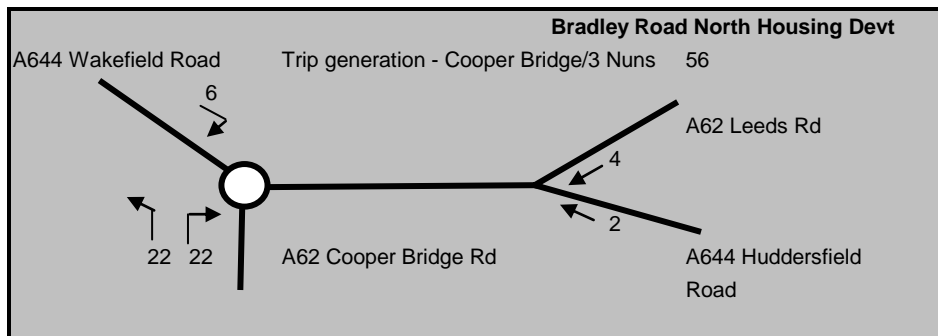 Bradley Road North Housing Devt
A644 Wakefield Road Trip generation - Cooper Bridge/3 Nuns 56
6
A62 Leeds Rd
4
2
22 22 A62 Cooper Bridge Rd A644 Huddersfield
Road